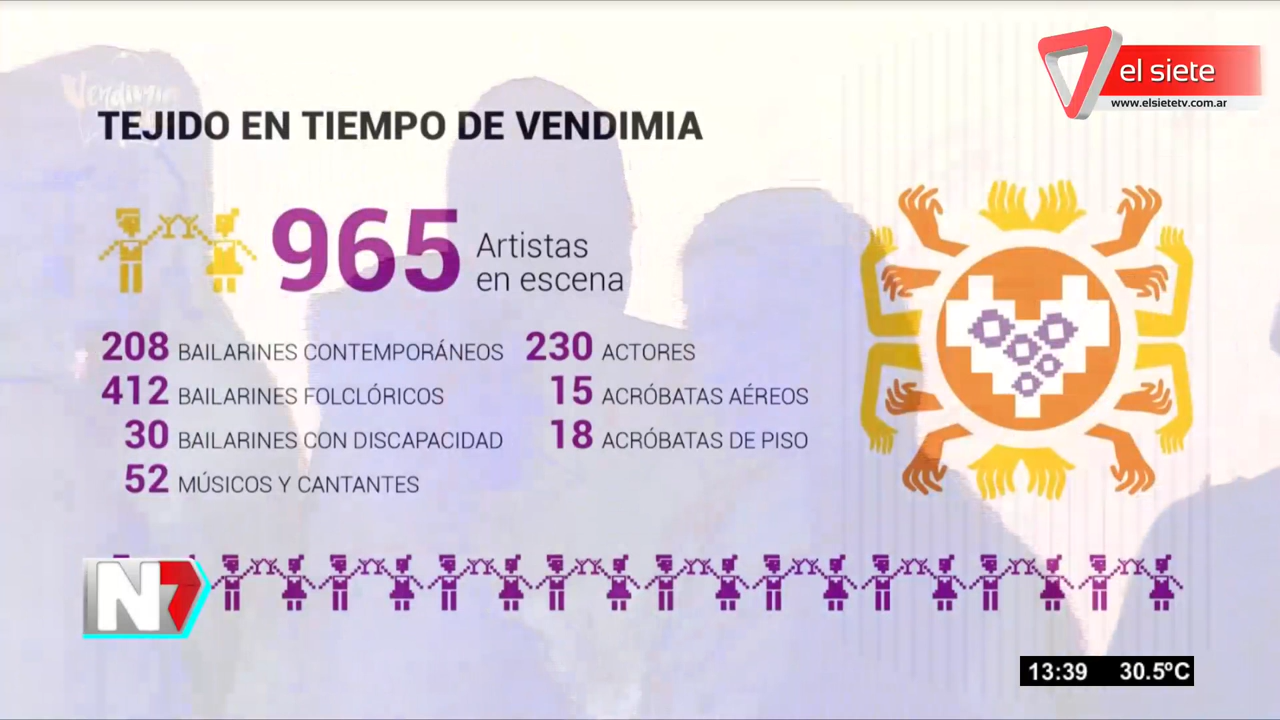 el siete
www.elsietetv.com.ar
Vendimia
TEJIDO EN TIEMPO DE VENDIMIA
965 Artistas
en escena
208 BAILARINES CONTEMPORÁNEOS
412 BAILARINES FOLCLÓRICOS
30 BAILARINES CON DISCAPACIDAD
52 MÚSICOS Y CANTANTES
230 ACTORES
15 ACRÓBATAS AÉREOS
18 ACRÓBATAS DE PISO
N7
13:39 30.5ºC